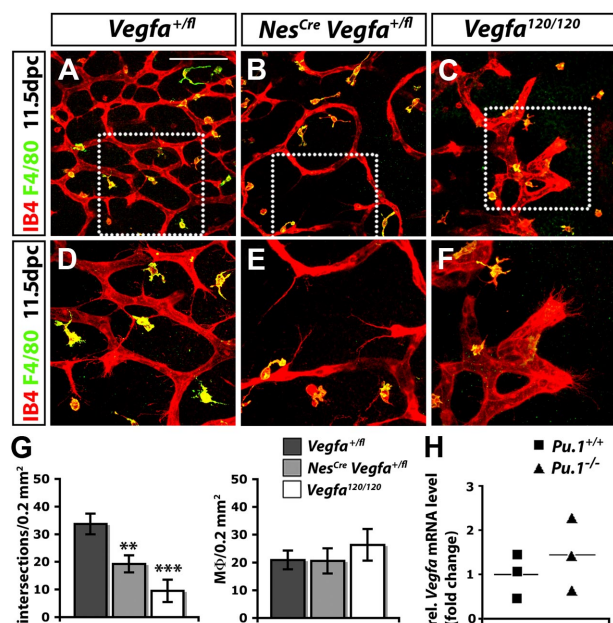 Vegfa+/fl
NesCre Vegfa+/fl
Vegfa120/120
IB4 F4/80 11.5dpc
A
B
C
IB4 F4/80 11.5dpc
D
E
F
G
Vegfa+/fl
NesCre Vegfa+/fl
Vegfa120/120
H
Pu.1+/+
Pu.1-/-
intersections/0.2 mm²
50
40
30
20
10
0
**
***
MΦ/0.2 mm²
50
40
30
20
10
0
rel. Vegfa mRNA level
(fold change)
3
2
1
0